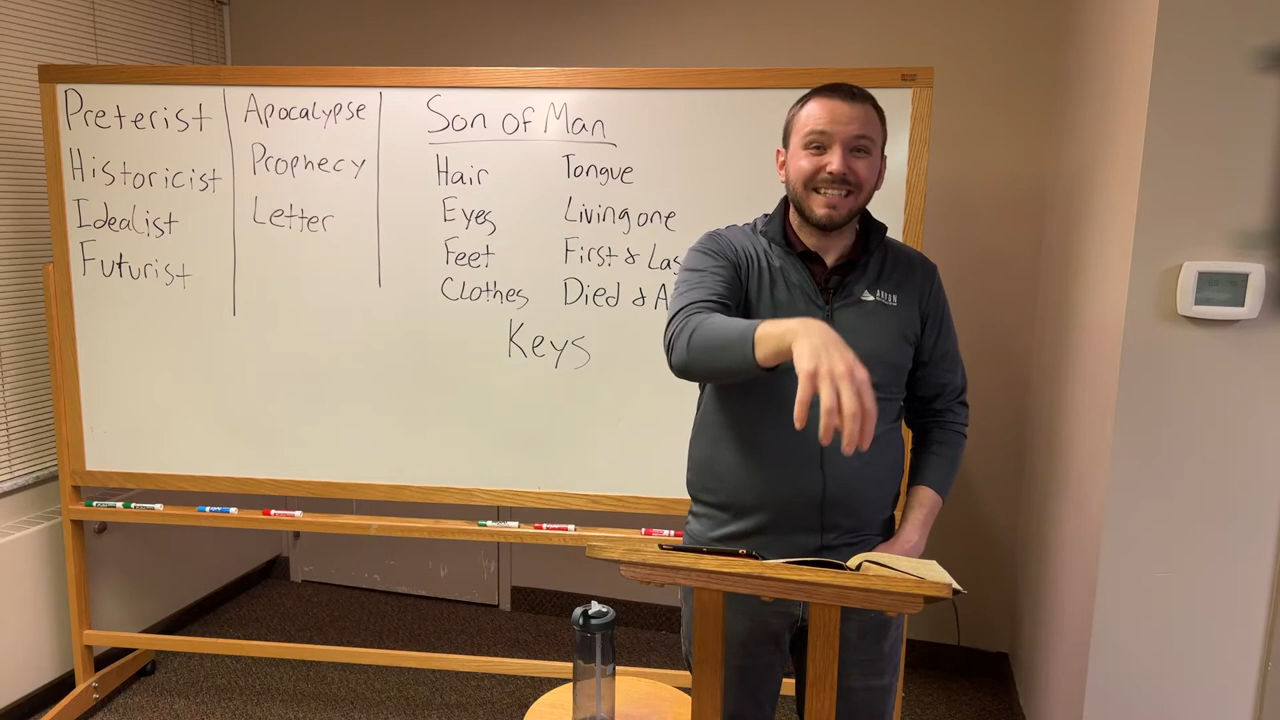 Preterist
Historicist
Idealist
Futurist
Apocalypse
Prophecy
Letter
Son of Man
Hair Tongue
Eyes Living one
Feet First & Las
Clothes Died & A
Keys